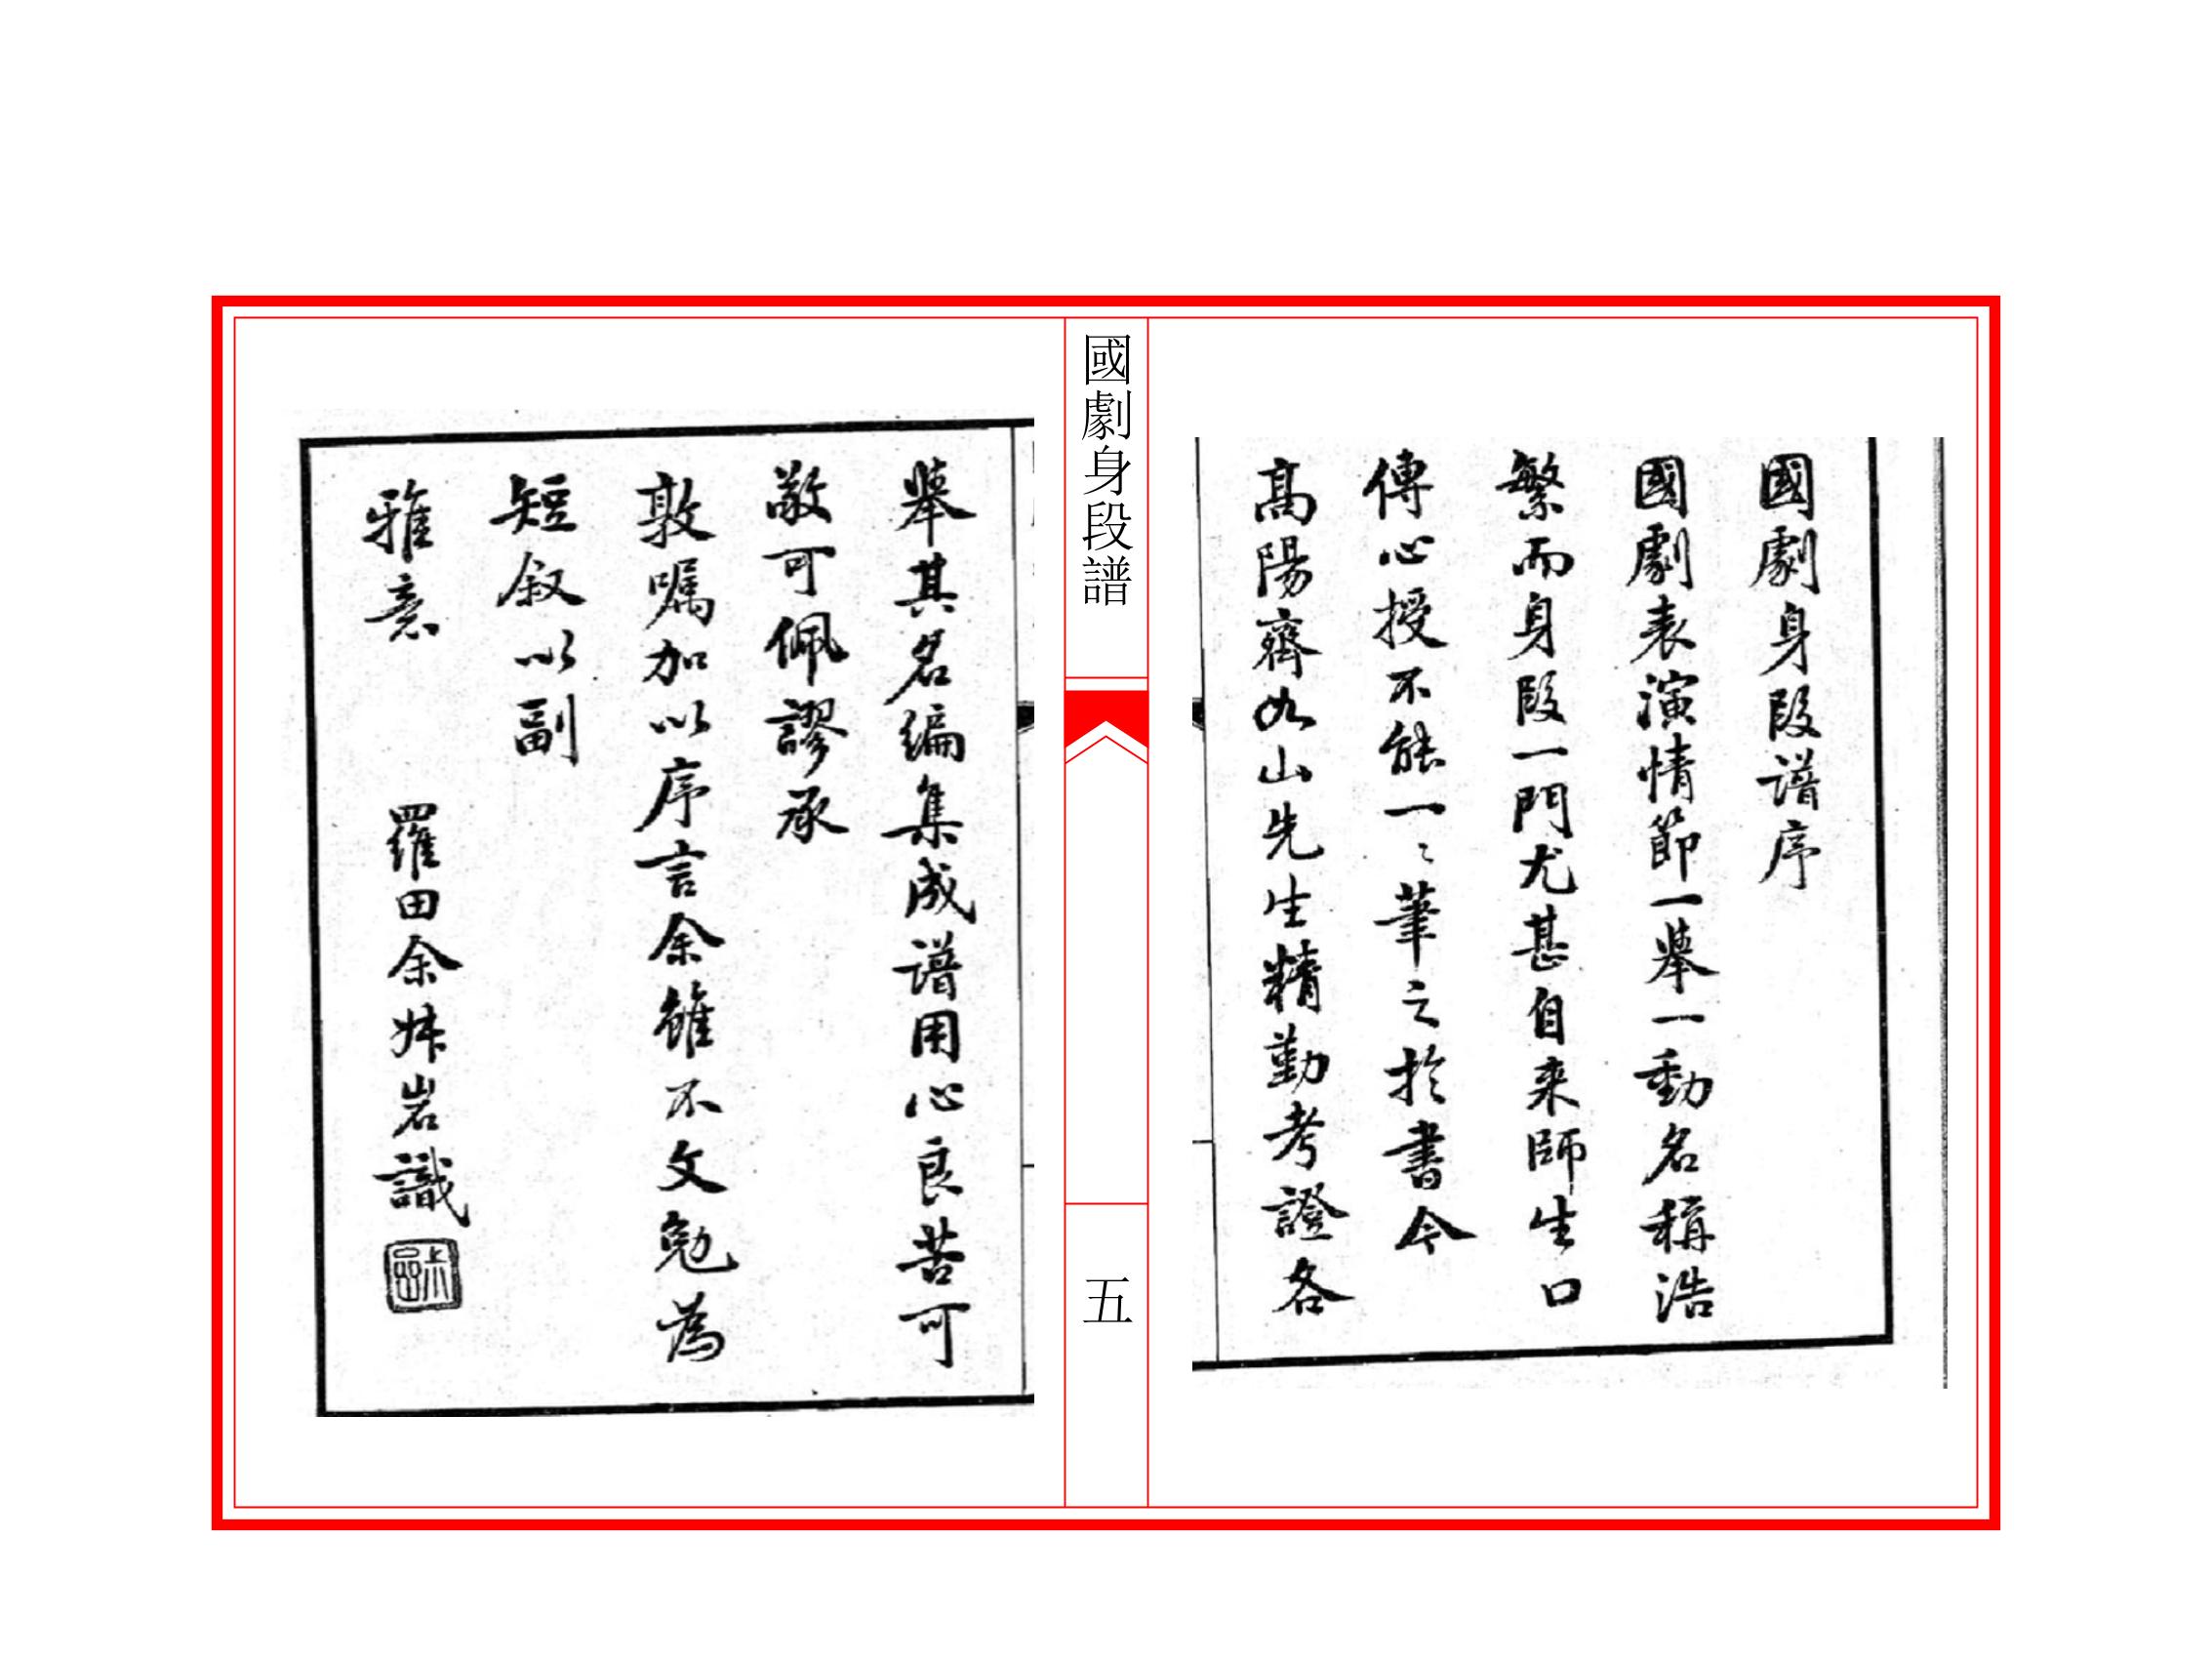 國劇身段譜序
國劇表演情節一舉一動名稱浩
繁而身段一門尤甚自来師生口
傳心授不能一〻筆之於書今
高陽齊如山先生精勤考證各
國劇身段譜
五
舉其名编集成譜用心良苦可
敬可佩謬承
敦嘱加以序言余雖不文勉為
短叙以副
雅意 羅田余叔岩識